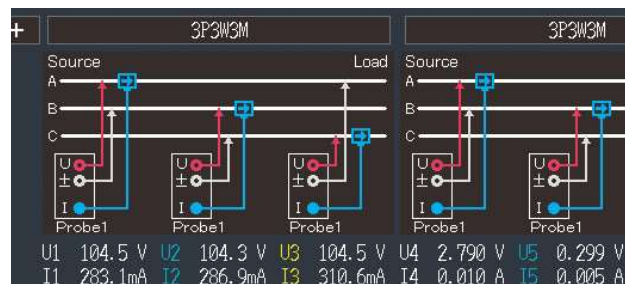 + 3P3W3M 3P3W3M
Source Load Source
A A
B B
C C
U U U U U
± ± ± ± ±
I I I I I
Probe1 Probe1 Probe1 Probe1 Probe1
U1 104.5 V U2 104.3 V U3 104.5 V U4 2.790 V U5 0.299 V
I1 283.1mA I2 286.9mA I3 310.6mA I4 0.010 A I5 0.005 A